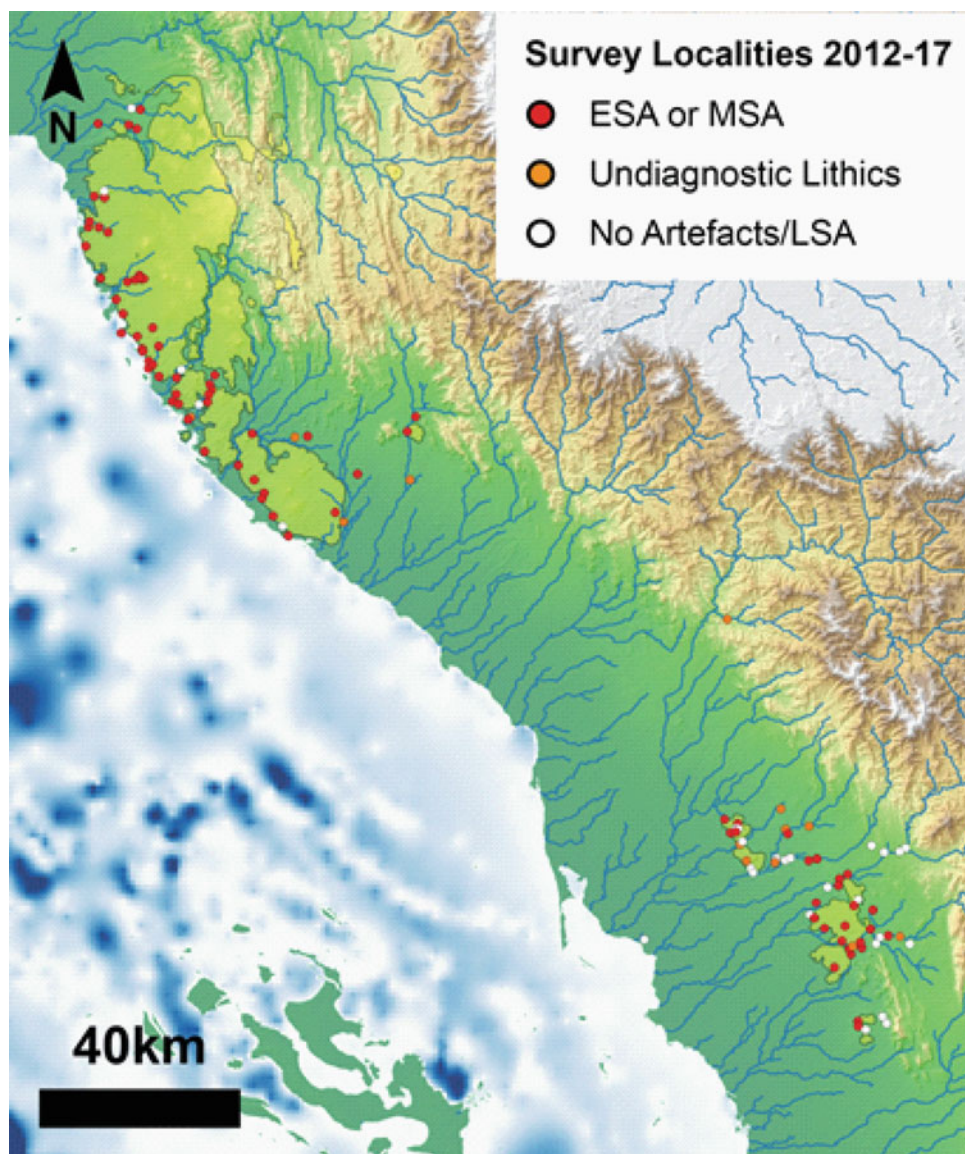 Survey Localities 2012-17
ESA or MSA
Undiagnostic Lithics
No Artefacts/LSA
N
40km